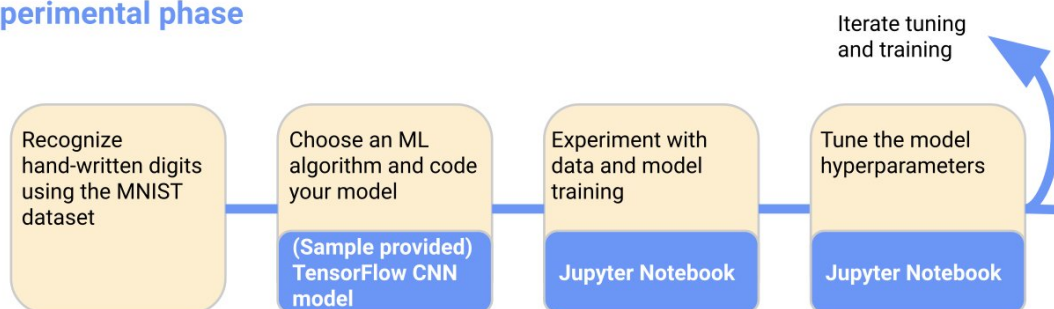 perimental phase
Iterate tuning
and training
Recognize
hand-written digits
using the MNIST
dataset
Choose an ML
algorithm and code
your model
(Sample provided)
TensorFlow CNN
model
Experiment with
data and model
training
Jupyter Notebook
Tune the model
hyperparameters
Jupyter Notebook